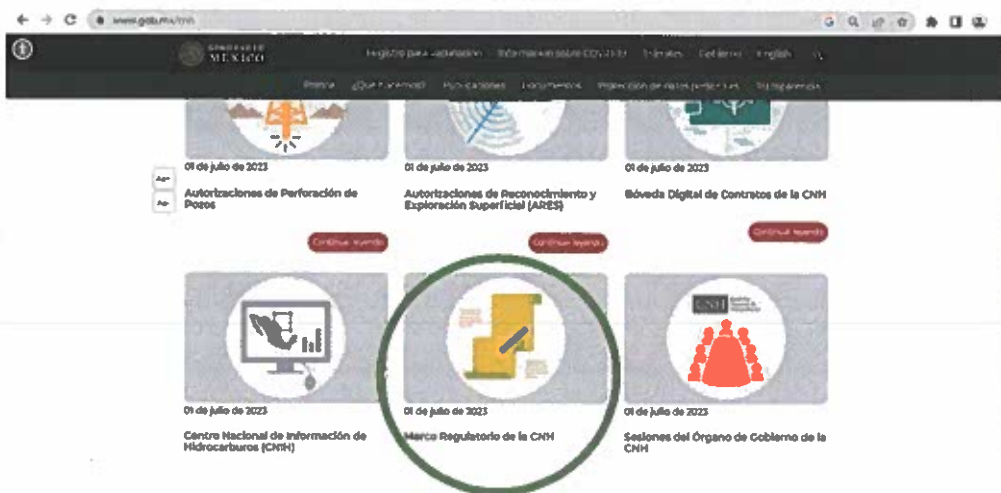 www.gob.mx/cnh
GOBIERNO DE
MÉXICO
Registro para vacunación Información sobre COVID-19 Trámites Gobierno English
Prensa ¿Qué hacemos? Publicaciones Documentos Protección de datos personales Transparencia
01 de julio de 2023
01 de julio de 2023
01 de julio de 2023
Autorizaciones de Perforación de
Pozos
Autorizaciones de Reconocimiento y
Exploración Superficial (ARES)
Bóveda Digital de Contratos de la CNH
Continuar leyendo
Continuar leyendo
Continuar leyendo
CNH
01 de julio de 2023
01 de julio de 2023
01 de julio de 2023
Centro Nacional de Información de
Hidrocarburos (CNIH)
Marco Regulatorio de la CNH
Sesiones del Órgano de Gobierno de la
CNH